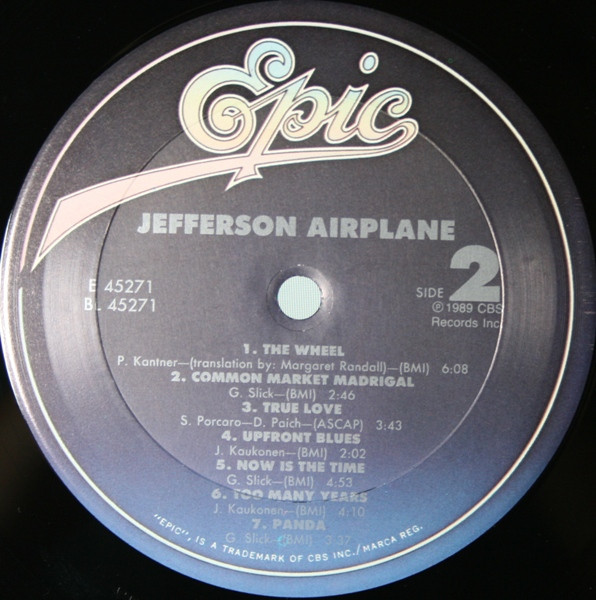 Epic
JEFFERSON AIRPLANE
E 45271
BL 45271
SIDE 2
℗ 1989 CBS
Records Inc.
1. THE WHEEL
P. Kantner—(translation by: Margaret Randall)—(BMI) 6:08
2. COMMON MARKET MADRIGAL
G. Slick—(BMI) 2:46
3. TRUE LOVE
S. Porcaro—D. Paich—(ASCAP) 3:43
4. UPFRONT BLUES
J. Kaukonen—(BMI) 2:02
5. NOW IS THE TIME
G. Slick—(BMI) 4:53
6. TOO MANY YEARS
J. Kaukonen—(BMI) 4:10
7. PANDA
G. Slick—(BMI) 3:37
"EPIC", IS A TRADEMARK OF CBS INC./MARCA REG.